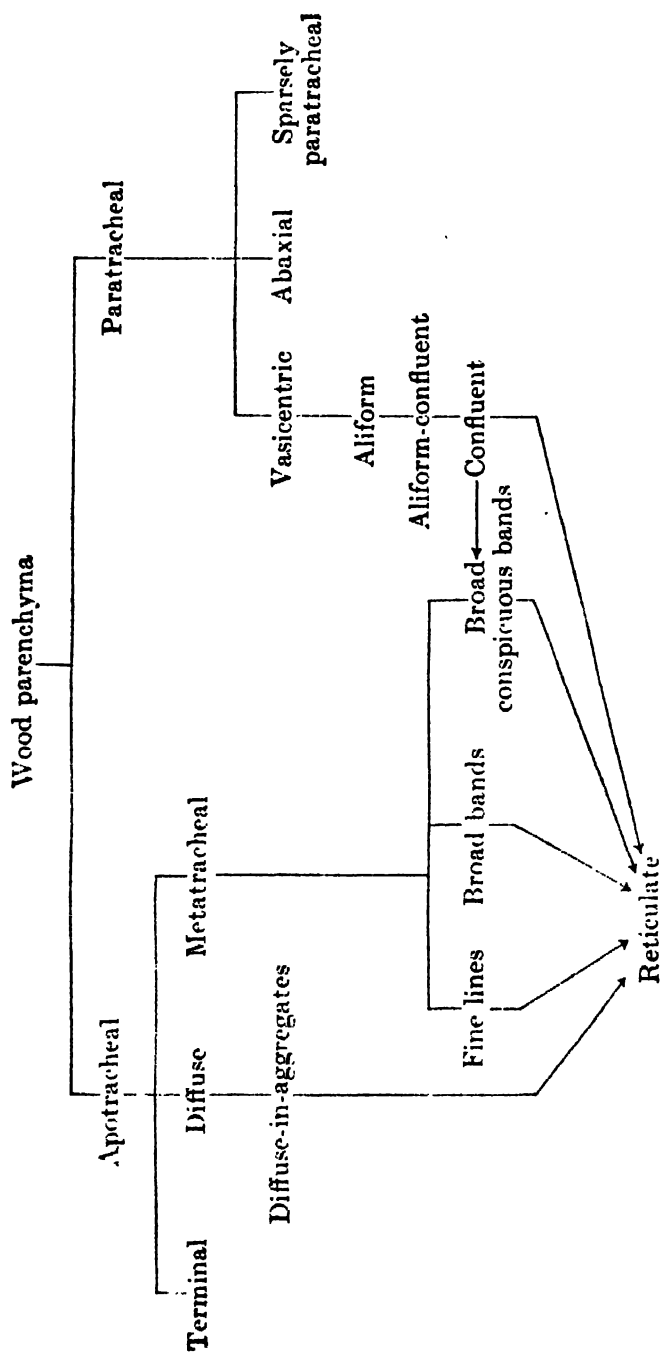 Wood parenchyma
Apotracheal
Paratracheal
Terminal
Diffuse
Metatracheal
Vasicentric
Abaxial
Sparsely
paratracheal
Diffuse-in-aggregates
Aliform
Aliform-confluent
Fine lines
Broad bands
Broad
conspicuous bands
Confluent
Reticulate